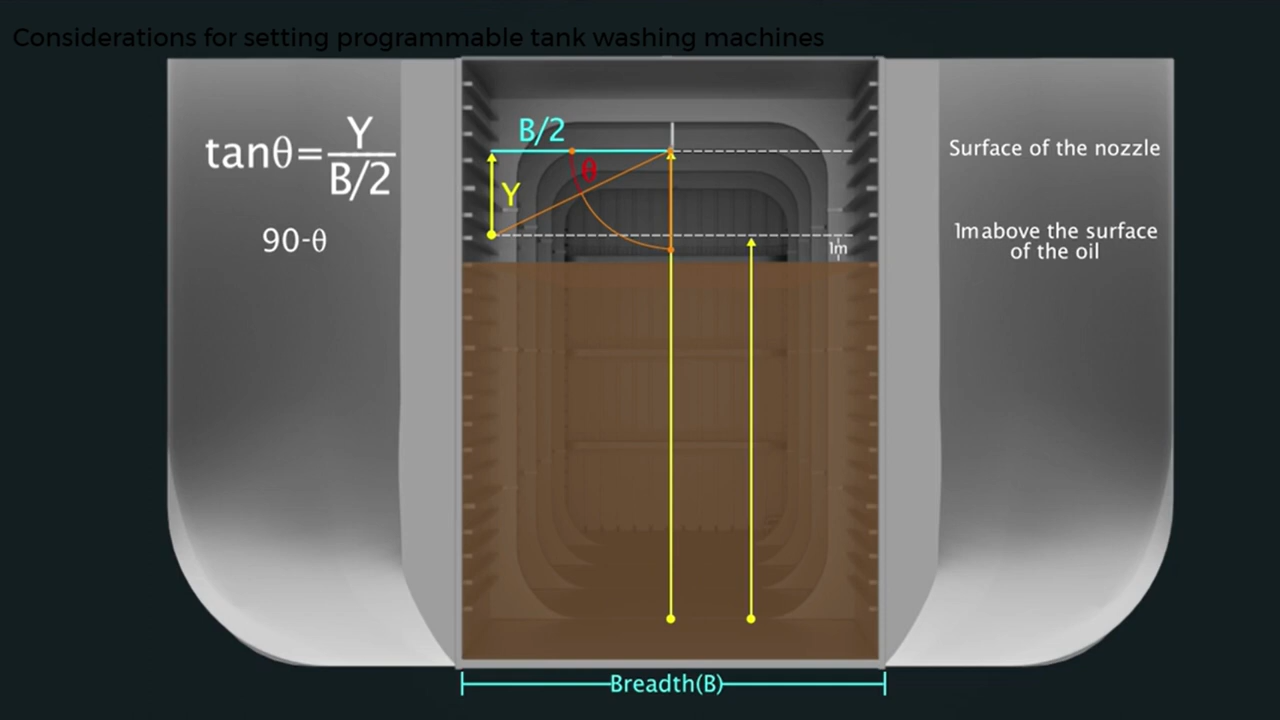 Considerations for setting programmable tank washing machines
tanθ=Y/B/2
90-θ
B/2
θ
Y
1m
Surface of the nozzle
1m above the surface
of the oil
Breadth(B)